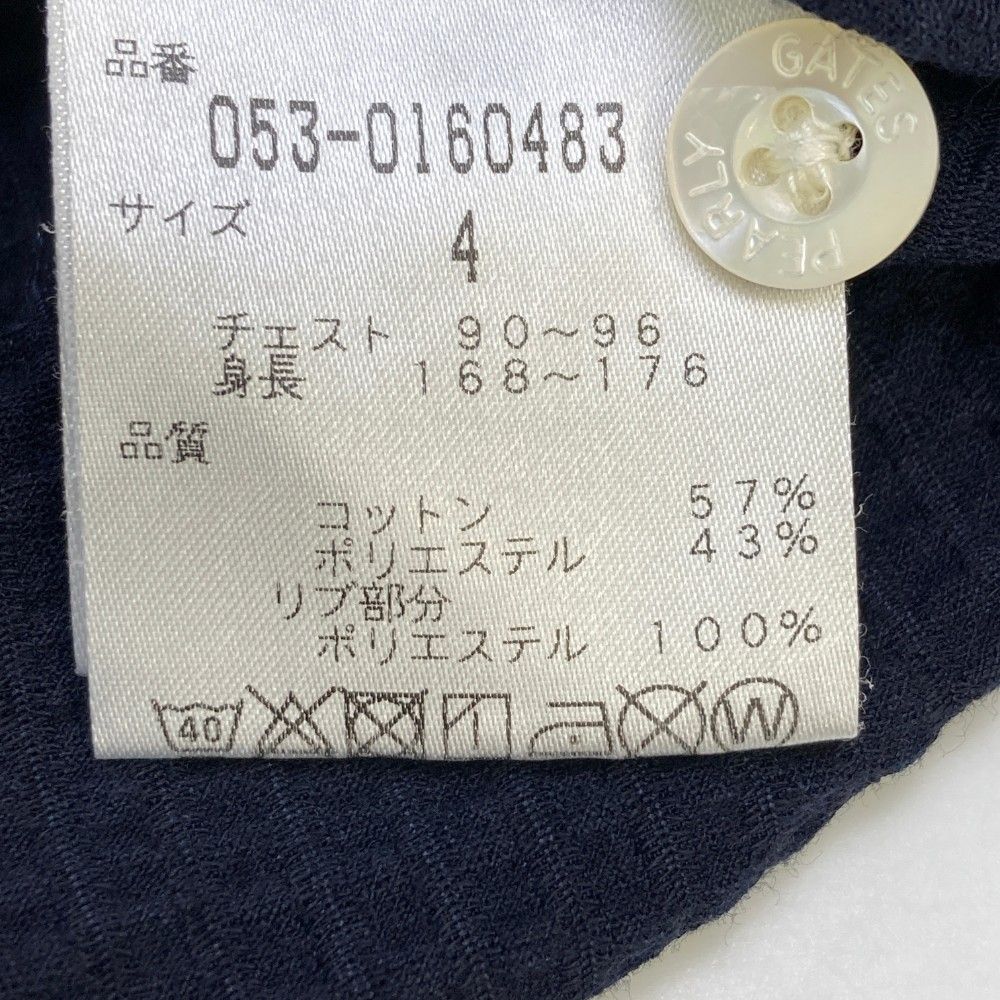 品番
053-0160483
サイズ
4
チェスト 90～96
身長 168～176
品質
コットン 57%
ポリエステル 43%
リブ部分
ポリエステル 100%
40
W
PEARLY GATES